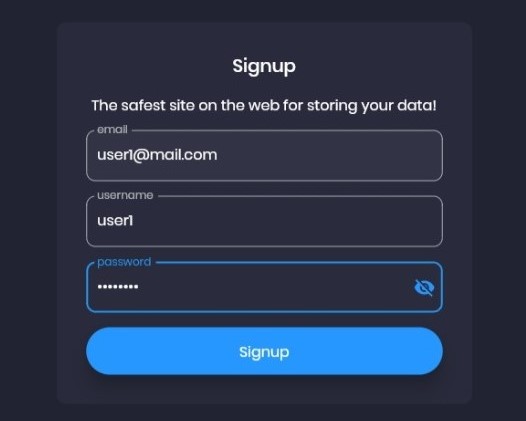 Signup
The safest site on the web for storing your data!
email
user1@mail.com
username
user1
password
••••••••
Signup